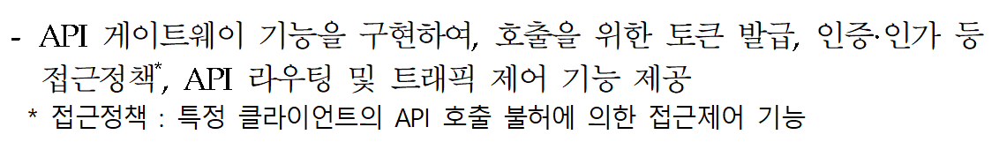 - API 게이트웨이 기능을 구현하여, 호출을 위한 토큰 발급, 인증·인가 등
접근정책*, API 라우팅 및 트래픽 제어 기능 제공
* 접근정책 : 특정 클라이언트의 API 호출 불허에 의한 접근제어 기능